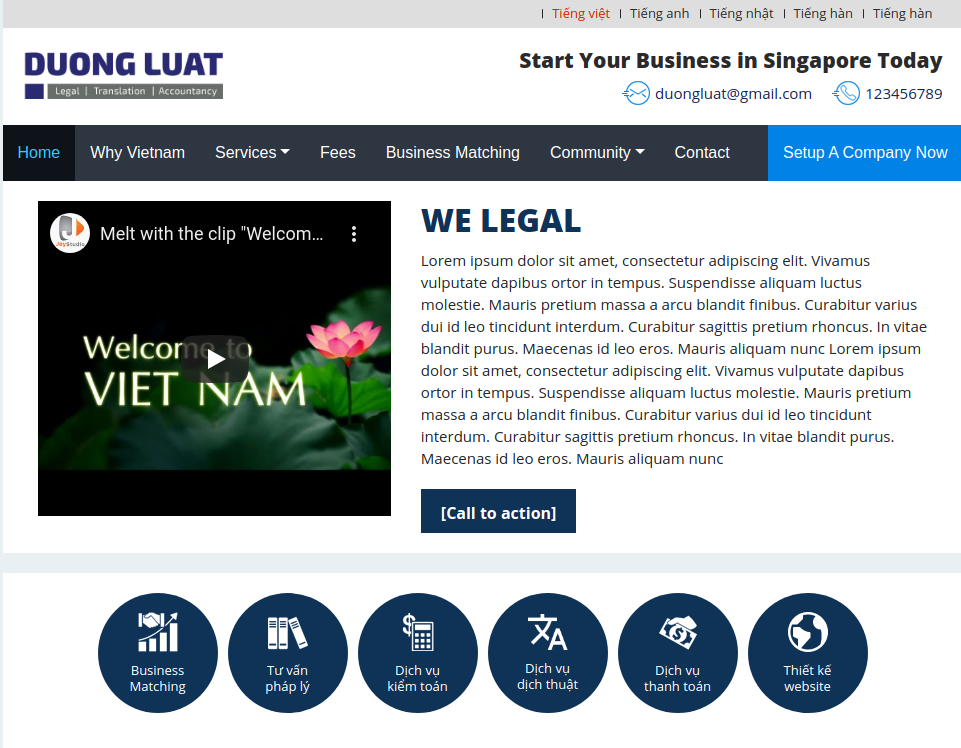 | Tiếng việt | Tiếng anh | Tiếng nhật | Tiếng hàn | Tiếng hàn
DUONG LUAT
Legal | Translation | Accountancy
Start Your Business in Singapore Today
duongluat@gmail.com 123456789
Home Why Vietnam Services Fees Business Matching Community Contact Setup A Company Now
JoyStudio
Melt with the clip "Welcom...
Welcome to
VIET NAM
WE LEGAL
Lorem ipsum dolor sit amet, consectetur adipiscing elit. Vivamus
vulputate dapibus ortor in tempus. Suspendisse aliquam luctus
molestie. Mauris pretium massa a arcu blandit finibus. Curabitur varius
dui id leo tincidunt interdum. Curabitur sagittis pretium rhoncus. In vitae
blandit purus. Maecenas id leo eros. Mauris aliquam nunc Lorem ipsum
dolor sit amet, consectetur adipiscing elit. Vivamus vulputate dapibus
ortor in tempus. Suspendisse aliquam luctus molestie. Mauris pretium
massa a arcu blandit finibus. Curabitur varius dui id leo tincidunt
interdum. Curabitur sagittis pretium rhoncus. In vitae blandit purus.
Maecenas id leo eros. Mauris aliquam nunc
[Call to action]
Business
Matching
Tư vấn
pháp lý
Dịch vụ
kiểm toán
Dịch vụ
dịch thuật
Dịch vụ
thanh toán
Thiết kế
website